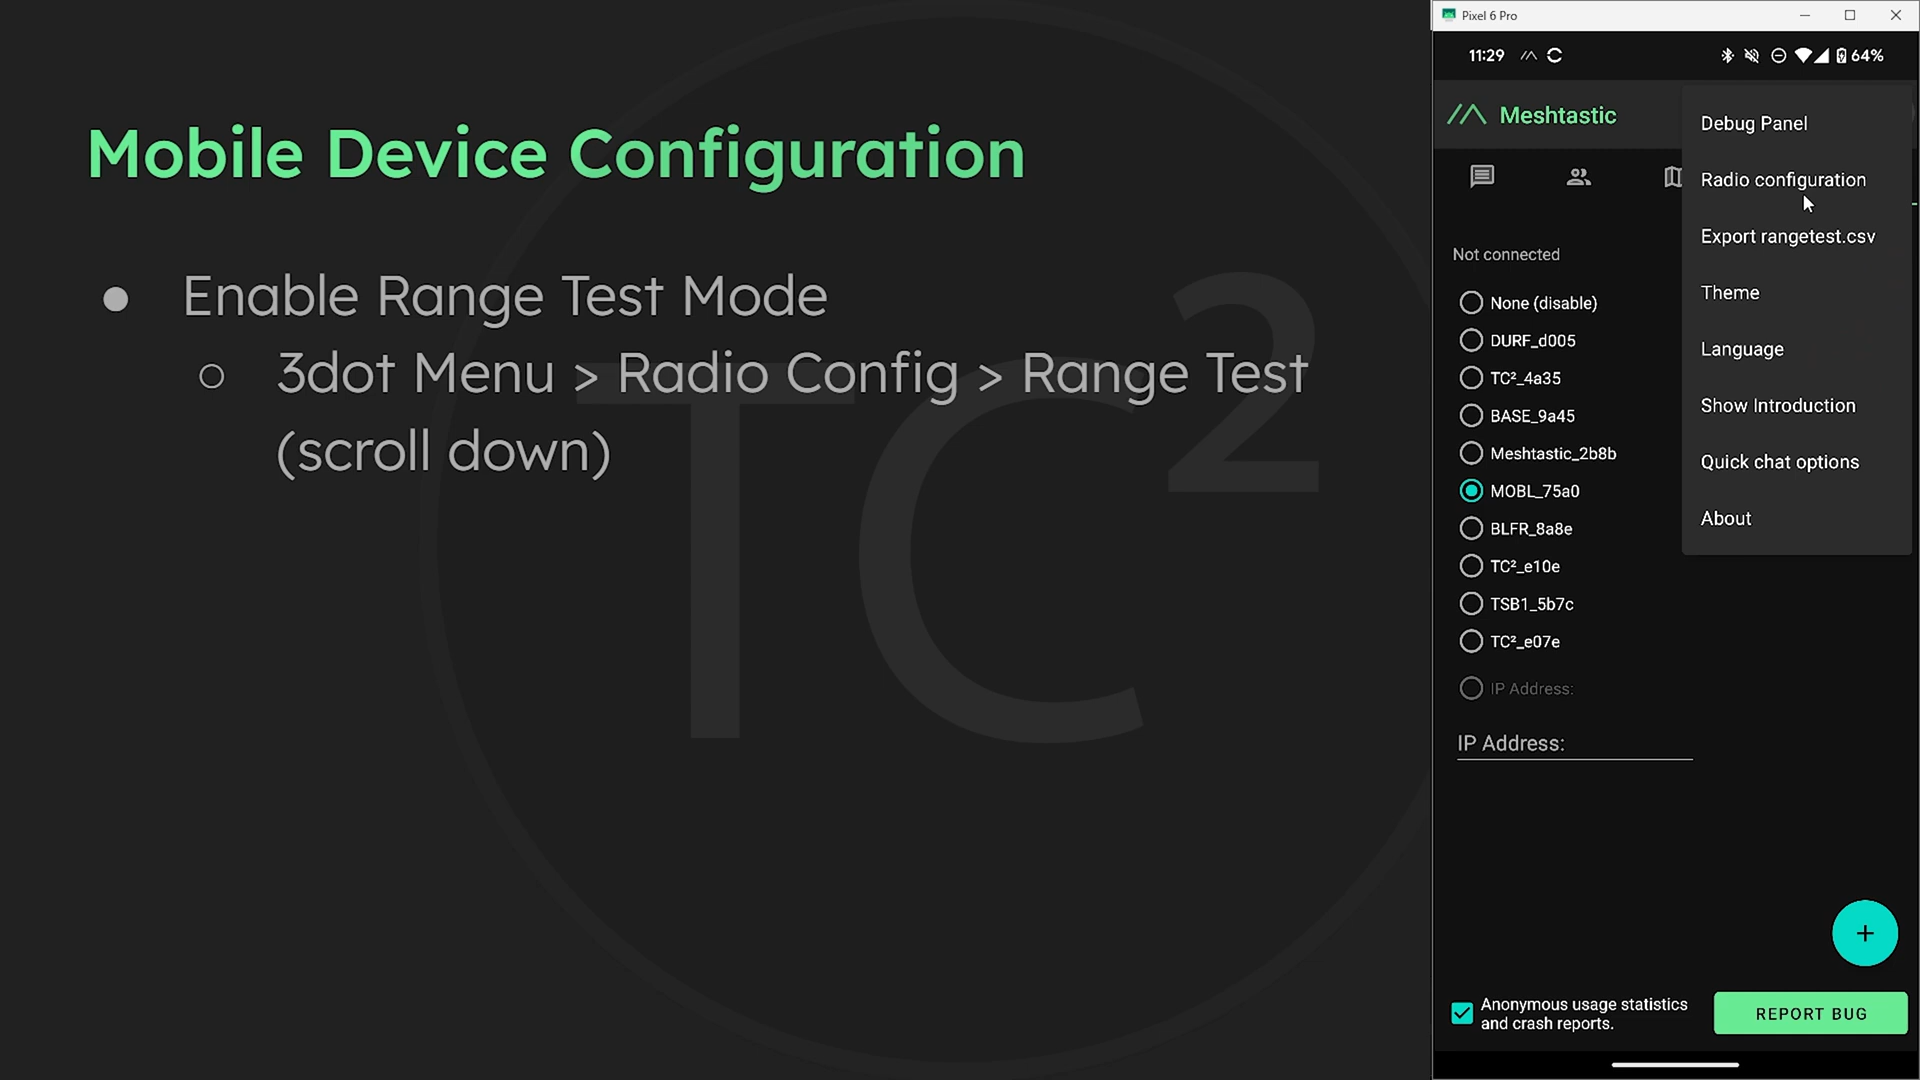 Mobile Device Configuration
● Enable Range Test Mode
○ 3dot Menu > Radio Config > Range Test
(scroll down)
TC²
Pixel 6 Pro
11:29
64%
Meshtastic
Debug Panel
Radio configuration
Export rangetest.csv
Theme
Language
Show Introduction
Quick chat options
About
Not connected
None (disable)
DURF_d005
TC²_4a35
BASE_9a45
Meshtastic_2b8b
MOBL_75a0
BLFR_8a8e
TC²_e10e
TSB1_5b7c
TC²_e07e
IP Address:
IP Address:
+
Anonymous usage statistics
and crash reports.
REPORT BUG